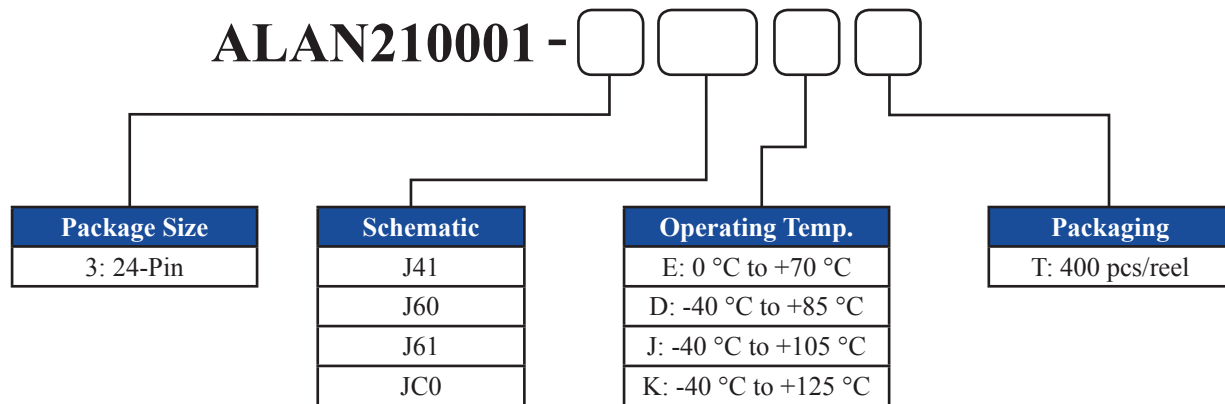 ALAN210001 -
Package Size
3: 24-Pin
Schematic
J41
J60
J61
JC0
Operating Temp.
E: 0 °C to +70 °C
D: -40 °C to +85 °C
J: -40 °C to +105 °C
K: -40 °C to +125 °C
Packaging
T: 400 pcs/reel